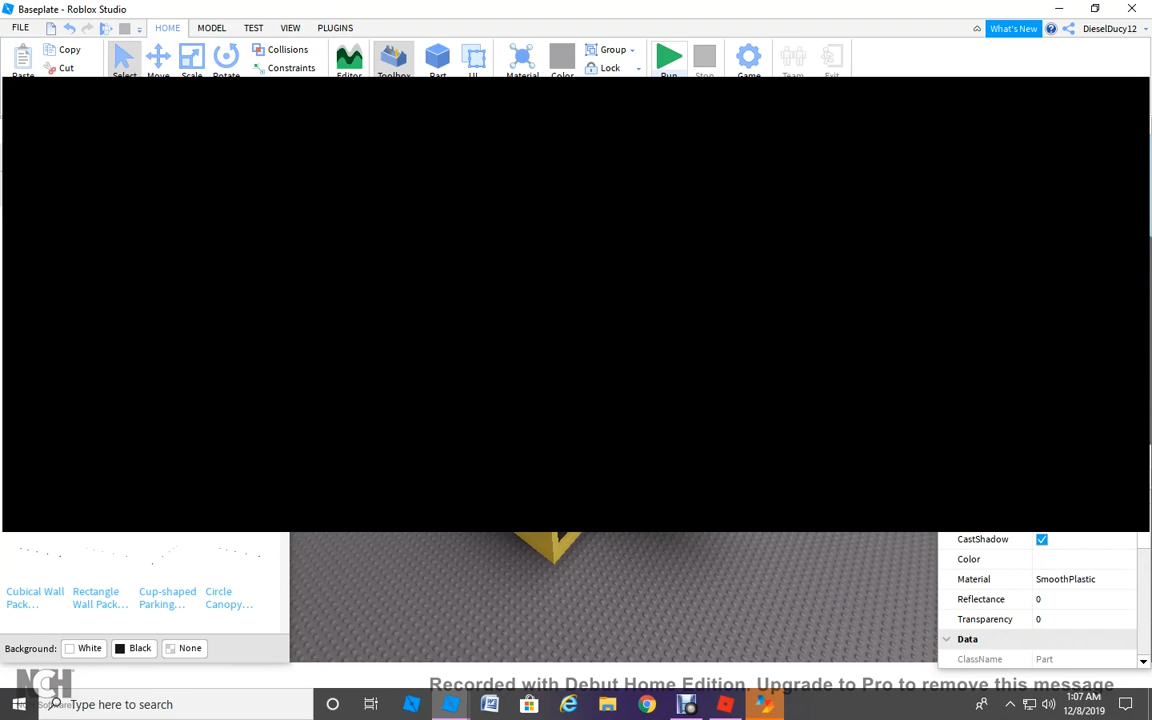 Baseplate - Roblox Studio
FILE HOME MODEL TEST VIEW PLUGINS What's New DieselDucy12
Copy Collisions Group
Cut Constraints Lock
Paste Select Move Scale Rotate Editor Toolbox Part UI Material Color Run Stop Game Team Exit
CastShadow
Color
Material SmoothPlastic
Reflectance 0
Transparency 0
Data
ClassName Part
Cubical Wall Rectangle Cup-shaped Circle
Pack... Wall Pack... Parking... Canopy...
Background: White Black None
NCH
Software
Recorded with Debut Home Edition. Upgrade to Pro to remove this message
Type here to search
1:07 AM
12/8/2019